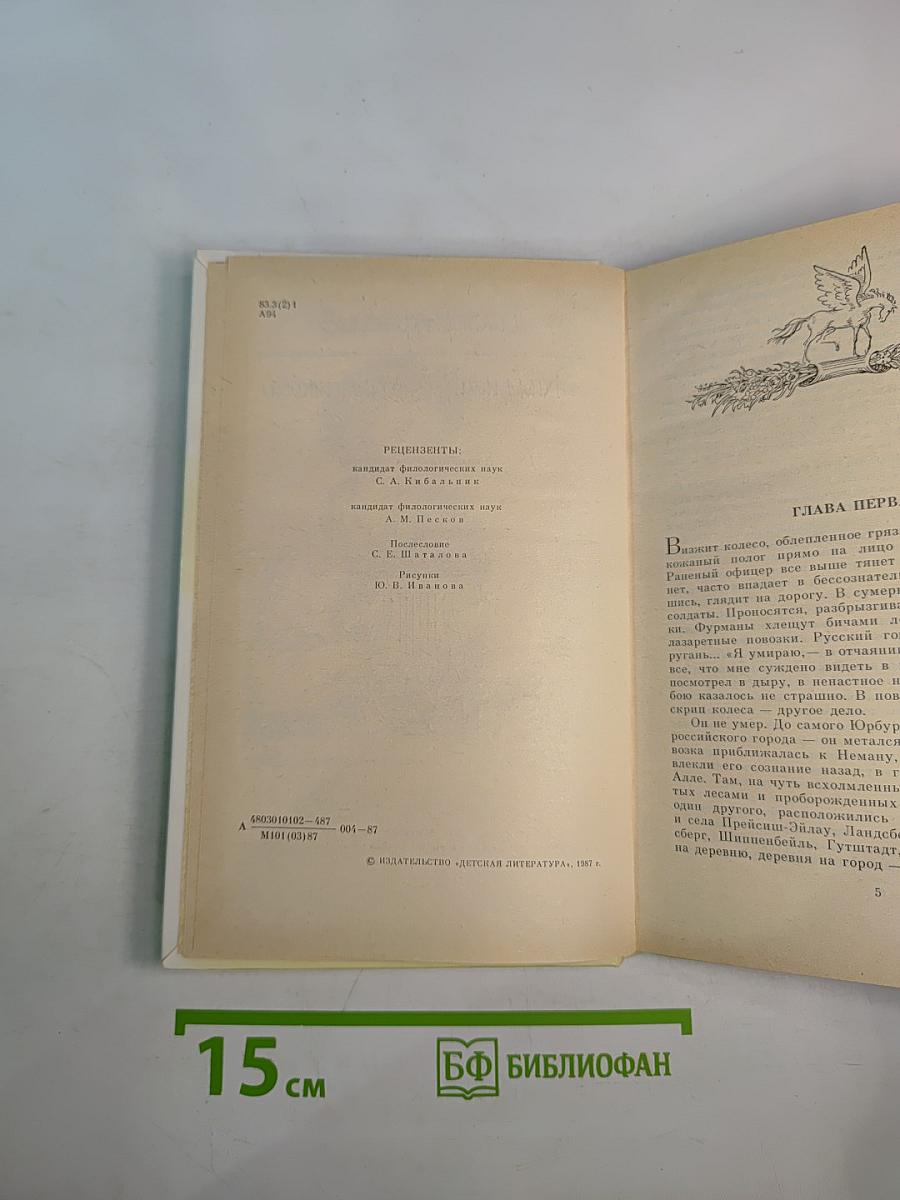 83.3(2)1
А94
РЕЦЕНЗЕНТЫ:
кандидат филологических наук
С. А. Кибальник
кандидат филологических наук
А. М. Песков
Послесловие
С. Е. Шаталова
Рисунки
Ю. В. Иванова
А 4803010102—487 004—87
М101(03)87
© ИЗДАТЕЛЬСТВО «ДЕТСКАЯ ЛИТЕРАТУРА», 1987 г.
ГЛАВА ПЕРВ
Визжит колесо, облепленное гряз
кожаный полог прямо на лицо
Раненый офицер все выше тянет
нет, часто впадает в бессознатель
шись, глядит на дорогу. В сумер
солдаты. Проносятся, разбрызгива
ки. Фурманы хлещут бичами ло
лазаретные повозки. Русский го
ругань... «Я умираю,— в отчаянии
все, что мне суждено видеть в
посмотрел в дыру, в ненастное н
бою казалось не страшно. В пов
скрип колеса — другое дело.
Он не умер. До самого Юрбур
российского города — он метался
возка приближалась к Неману,
влекли его сознание назад, в г
Алле. Там, на чуть всхолмленны
тых лесами и проборожденных
один другого, расположились
и села Прейсиш-Эйлау, Ландсбе
сберг, Шиппенбейль, Гутштадт,
на деревню, деревня на город —
5
15 см
БФ БИБЛИОФАН